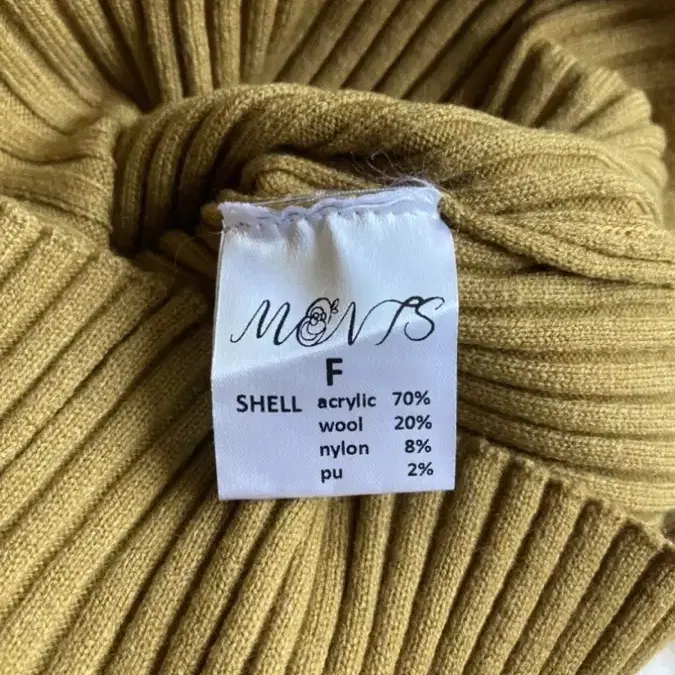 MONTS
F
SHELL acrylic 70%
wool 20%
nylon 8%
pu 2%